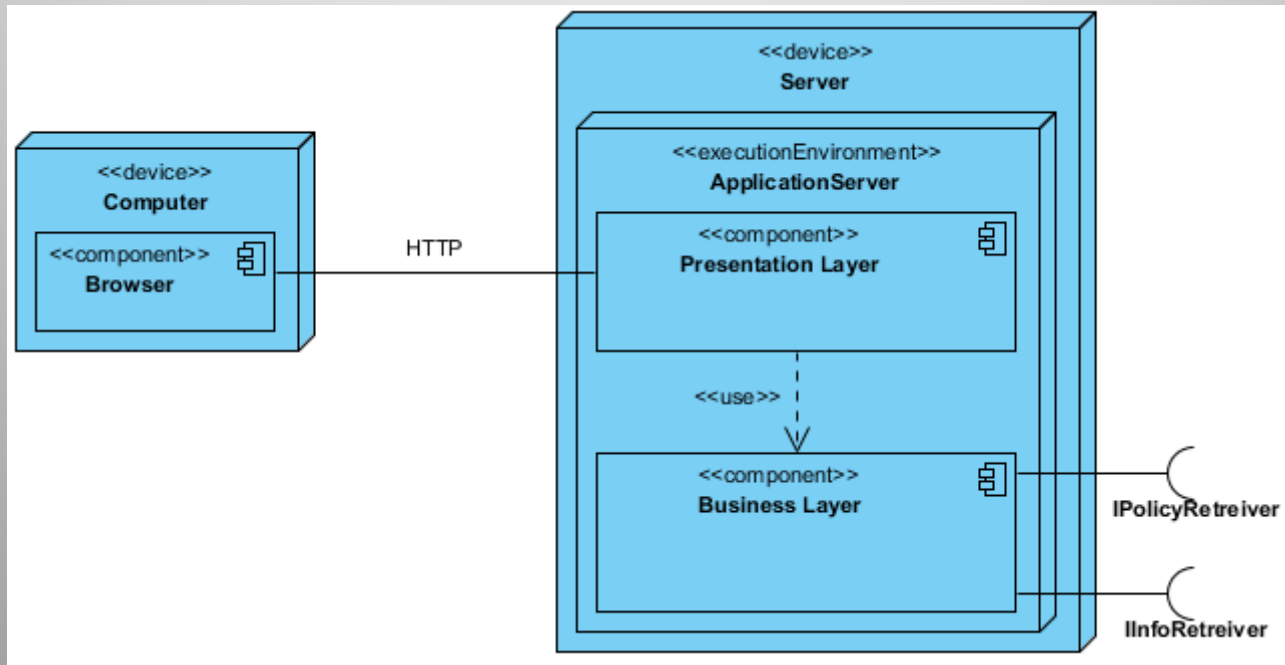 <<device>>
Server
<<device>>
Computer
<<component>>
Browser
HTTP
<<executionEnvironment>>
ApplicationServer
<<component>>
Presentation Layer
<<use>>
<<component>>
Business Layer
IPolicyRetreiver
IInfoRetreiver